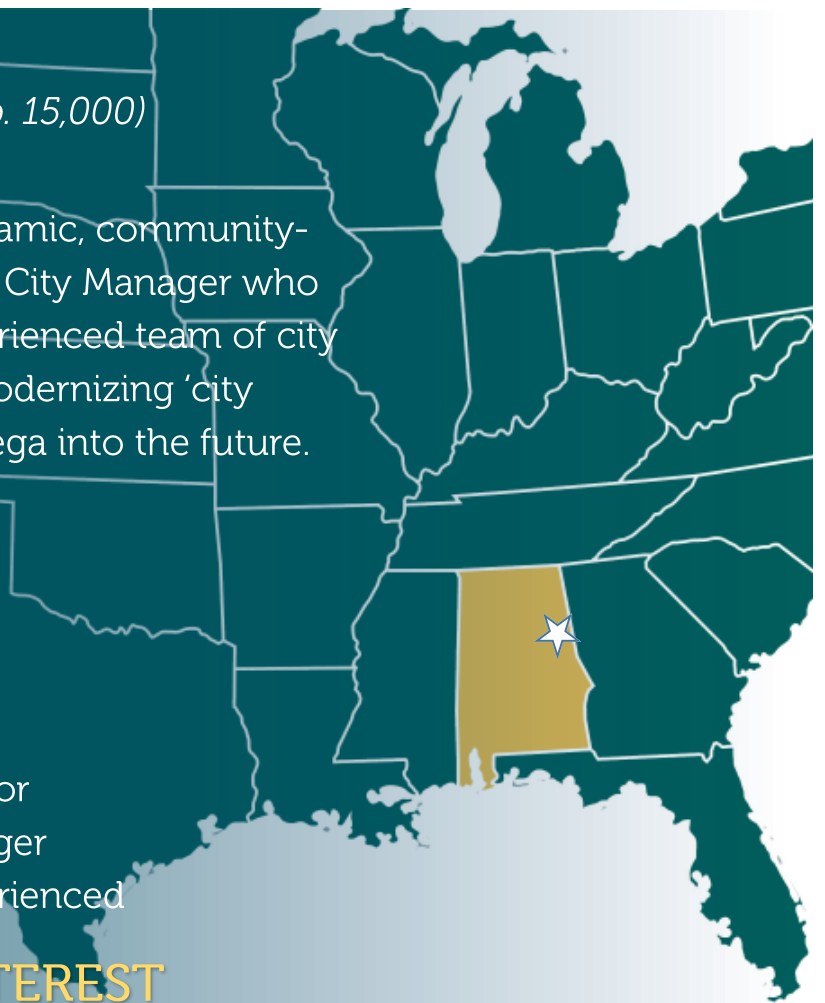 o. 15,000)
amic, community-
City Manager who
rienced team of city
odernizing ‘city
ega into the future.
or
ger
rienced
TEREST